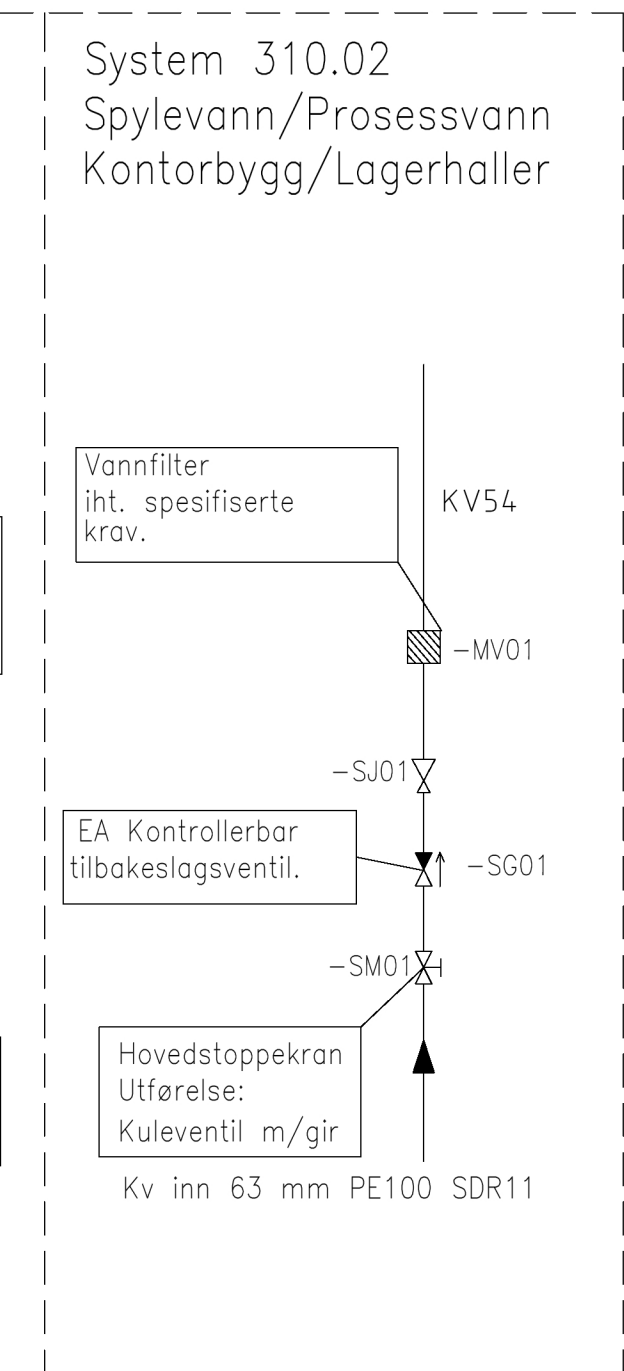 System 310.02
Spylevann/Prosessvann
Kontorbygg/Lagerhaller
Vannfilter
iht. spesifiserte
krav.
KV54
-MV01
-SJ01
EA Kontrollerbar
tilbakeslagsventil.
-SG01
-SM01
Hovedstoppekran
Utførelse:
Kuleventil m/gir
Kv inn 63 mm PE100 SDR11